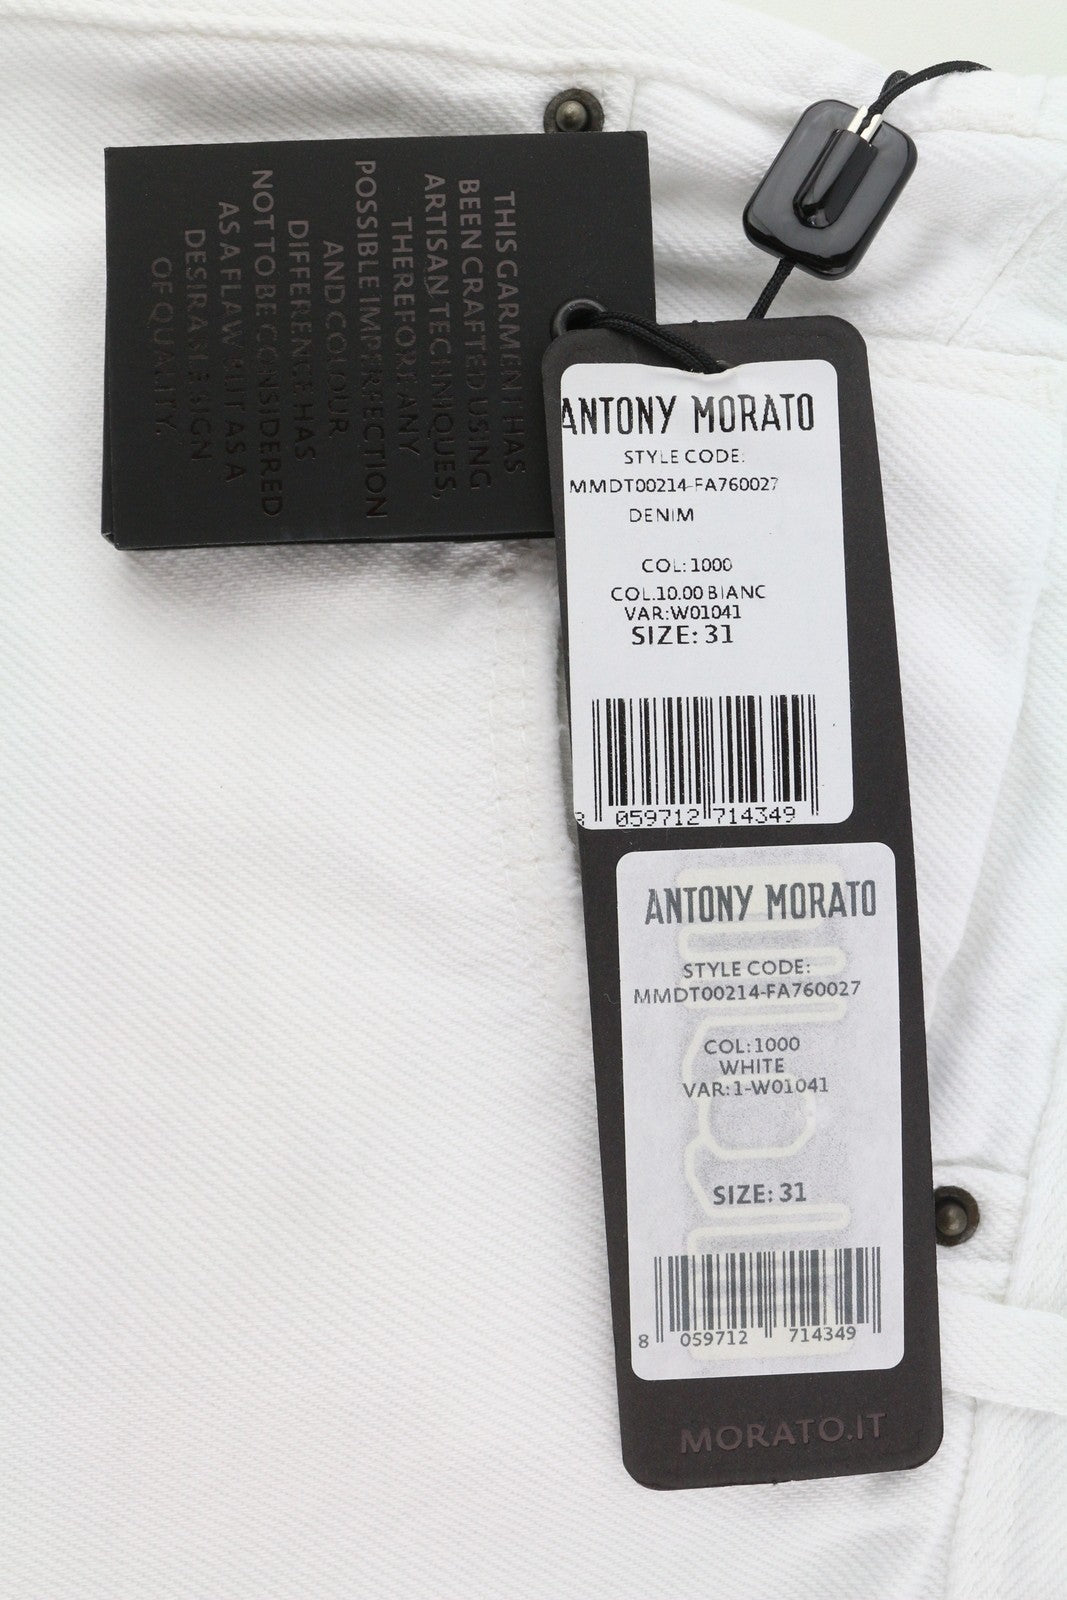 THIS GARMENT HAS
BEEN CRAFTED USING
ARTISAN TECHNIQUES,
THEREFOR ANY
POSSIBLE IMPERFECTION
AND COLOUR
DIFFERENCE HAS
NOT TO BE CONSIDERED
AS A FLAW BUT AS A
DESIRABLE SIGN
OF QUALITY.
ANTONY MORATO
STYLE CODE:
MMDT00214-FA760027
DENIM
COL:1000
COL.10.00 BIANC
VAR:W01041
SIZE: 31
8 059712 714349
ANTONY MORATO
STYLE CODE:
MMDT00214-FA760027
COL:1000
WHITE
VAR:1-W01041
SIZE: 31
8 059712 714349
MORATO.IT